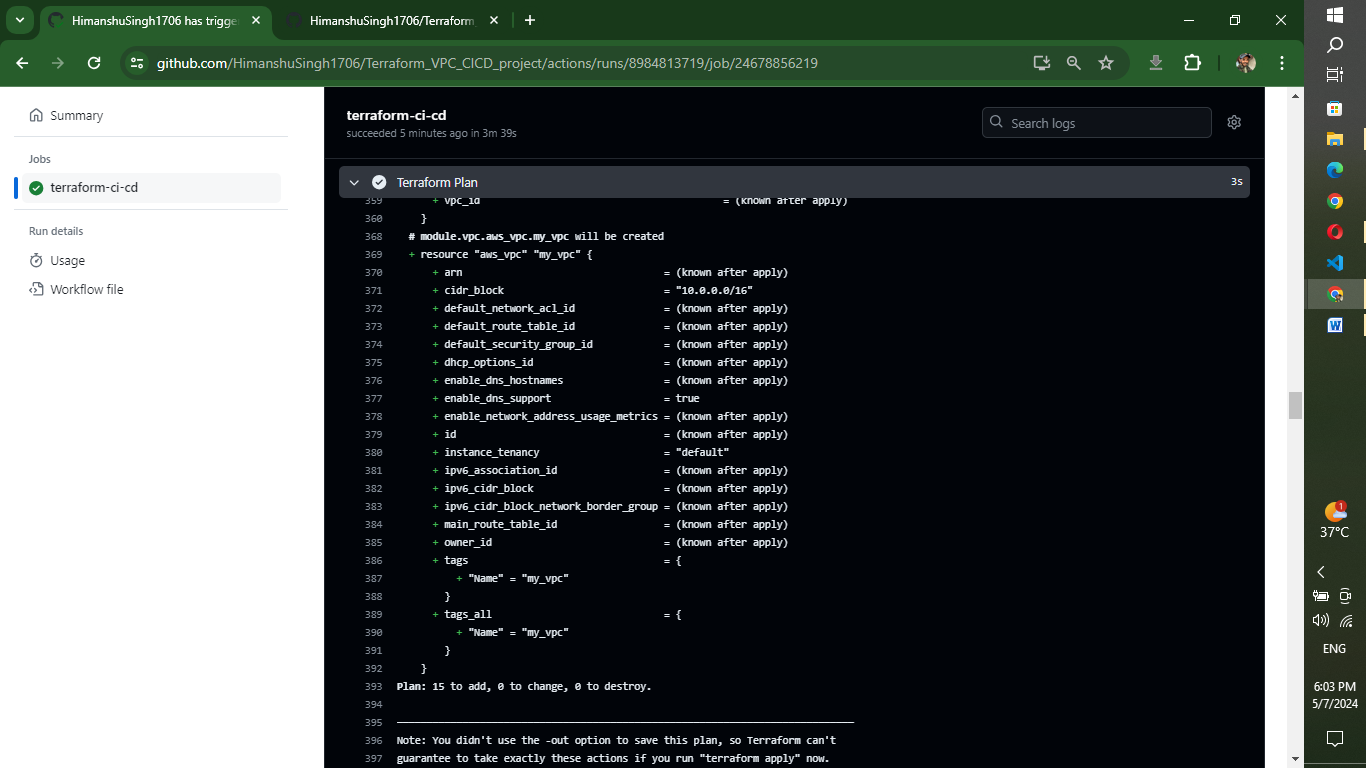 HimanshuSingh1706 has trigge
HimanshuSingh1706/Terraform_
github.com/HimanshuSingh1706/Terraform_VPC_CICD_project/actions/runs/8984813719/job/24678856219
Summary
Jobs
terraform-ci-cd
Run details
Usage
Workflow file
terraform-ci-cd
succeeded 5 minutes ago in 3m 39s
Search logs
Terraform Plan 3s
359 + vpc_id = (known after apply)
360 }
368 # module.vpc.aws_vpc.my_vpc will be created
369 + resource "aws_vpc" "my_vpc" {
370 + arn = (known after apply)
371 + cidr_block = "10.0.0.0/16"
372 + default_network_acl_id = (known after apply)
373 + default_route_table_id = (known after apply)
374 + default_security_group_id = (known after apply)
375 + dhcp_options_id = (known after apply)
376 + enable_dns_hostnames = (known after apply)
377 + enable_dns_support = true
378 + enable_network_address_usage_metrics = (known after apply)
379 + id = (known after apply)
380 + instance_tenancy = "default"
381 + ipv6_association_id = (known after apply)
382 + ipv6_cidr_block = (known after apply)
383 + ipv6_cidr_block_network_border_group = (known after apply)
384 + main_route_table_id = (known after apply)
385 + owner_id = (known after apply)
386 + tags = {
387 + "Name" = "my_vpc"
388 }
389 + tags_all = {
390 + "Name" = "my_vpc"
391 }
392 }
393 Plan: 15 to add, 0 to change, 0 to destroy.
394
395
396 Note: You didn't use the -out option to save this plan, so Terraform can't
397 guarantee to take exactly these actions if you run "terraform apply" now.
1
37°C
ENG
6:03 PM
5/7/2024